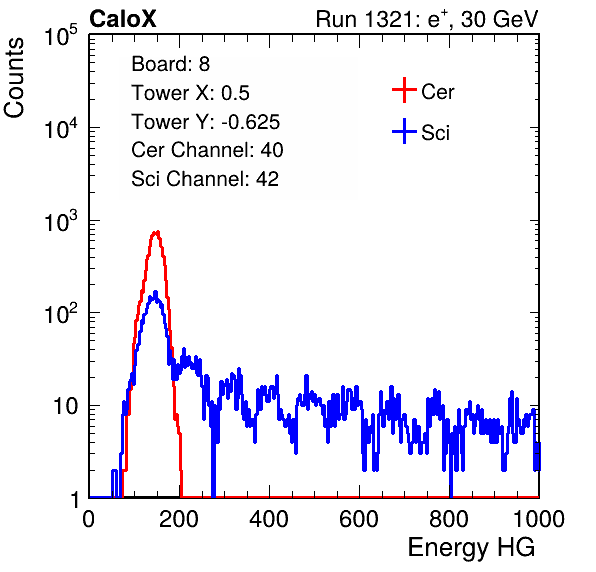 CaloX Run 1321: e⁺, 30 GeV
Counts
Board: 8
Tower X: 0.5
Tower Y: -0.625
Cer Channel: 40
Sci Channel: 42
Cer
Sci
10⁵
10⁴
10³
10²
10
1
0 200 400 600 800 1000
Energy HG